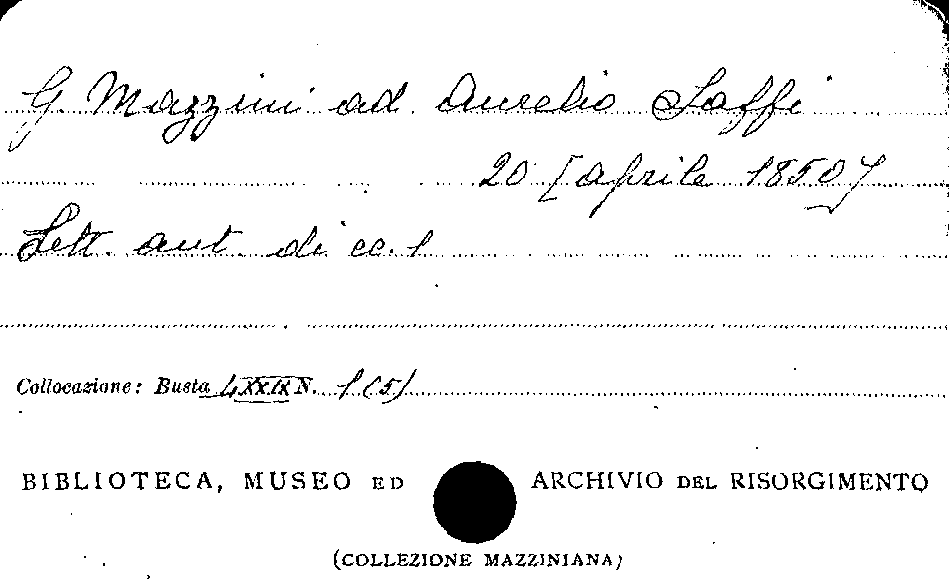 G. Mazzini ad Aurelio Saffi
20 [aprile 1850]
Lett. aut. di cc. 1
Collocazione: Busta LXXIX N. 1 (5)
BIBLIOTECA, MUSEO ED ARCHIVIO DEL RISORGIMENTO
(COLLEZIONE MAZZINIANA)